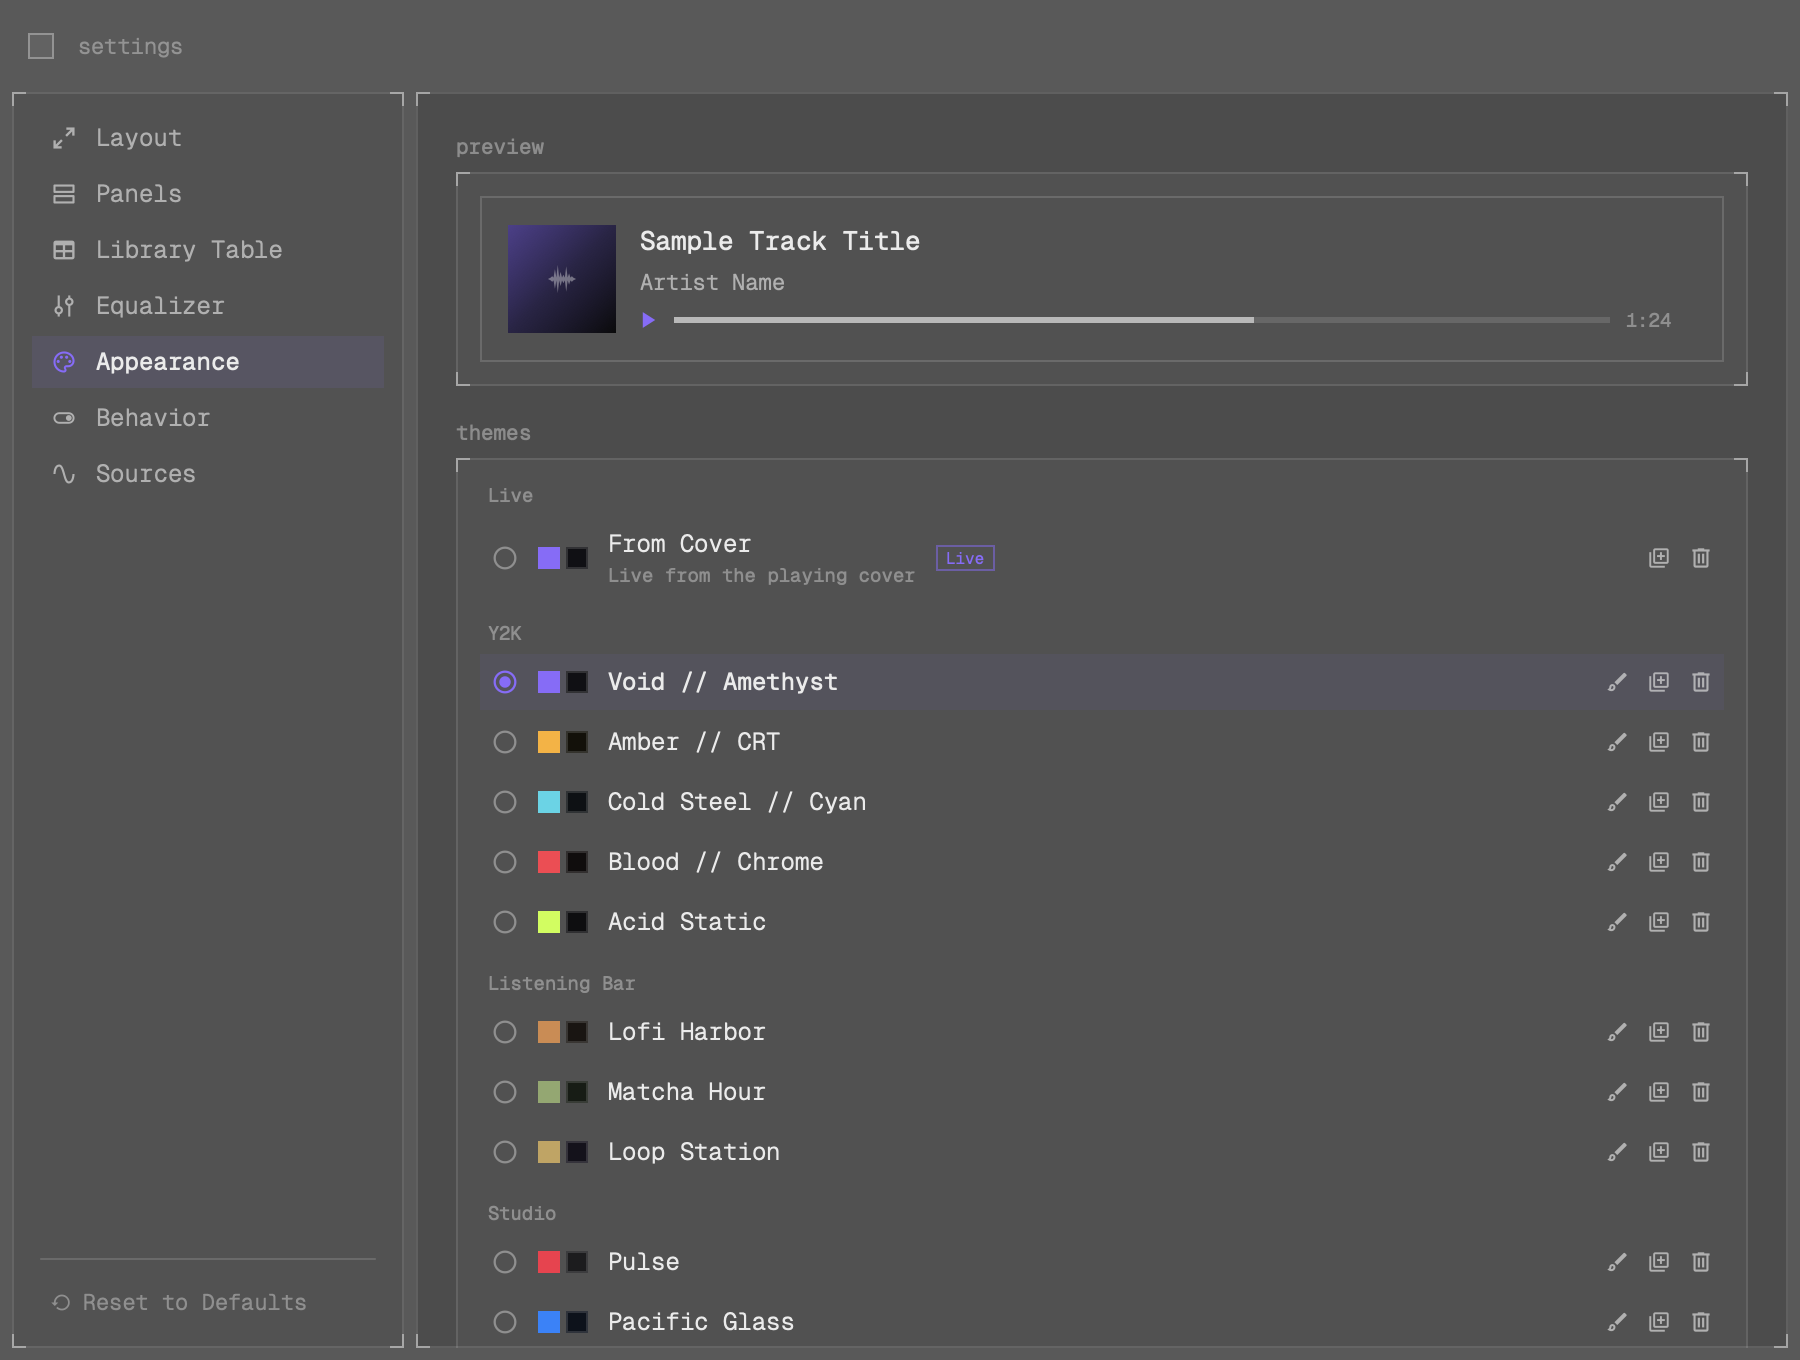 settings
Layout
Panels
Library Table
Equalizer
Appearance
Behavior
Sources
Reset to Defaults
preview
Sample Track Title
Artist Name
1:24
themes
Live
From Cover
Live from the playing cover
Live
Y2K
Void // Amethyst
Amber // CRT
Cold Steel // Cyan
Blood // Chrome
Acid Static
Listening Bar
Lofi Harbor
Matcha Hour
Loop Station
Studio
Pulse
Pacific Glass